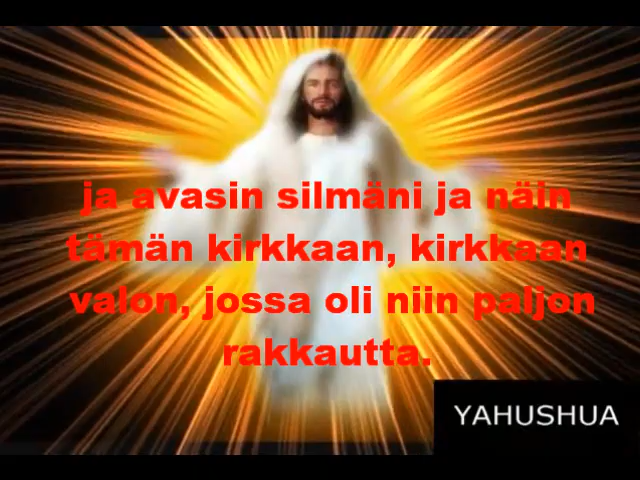 ja avasin silmäni ja näin
tämän kirkkaan, kirkkaan
valon, jossa oli niin paljon
rakkautta.
YAHUSHUA